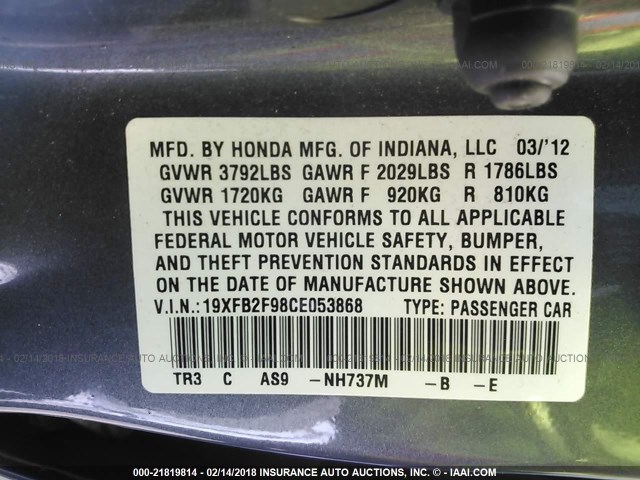 MFD. BY HONDA MFG. OF INDIANA, LLC 03/'12
GVWR 3792LBS GAWR F 2029LBS R 1786LBS
GVWR 1720KG GAWR F 920KG R 810KG
THIS VEHICLE CONFORMS TO ALL APPLICABLE
FEDERAL MOTOR VEHICLE SAFETY, BUMPER,
AND THEFT PREVENTION STANDARDS IN EFFECT
ON THE DATE OF MANUFACTURE SHOWN ABOVE.
V.I.N.:19XFB2F98CE053868 TYPE: PASSENGER CAR
TR3 C AS9 -NH737M -B -E
000-21819814 - 02/14/2018 INSURANCE AUTO AUCTIONS, INC. (C) - IAAI.COM